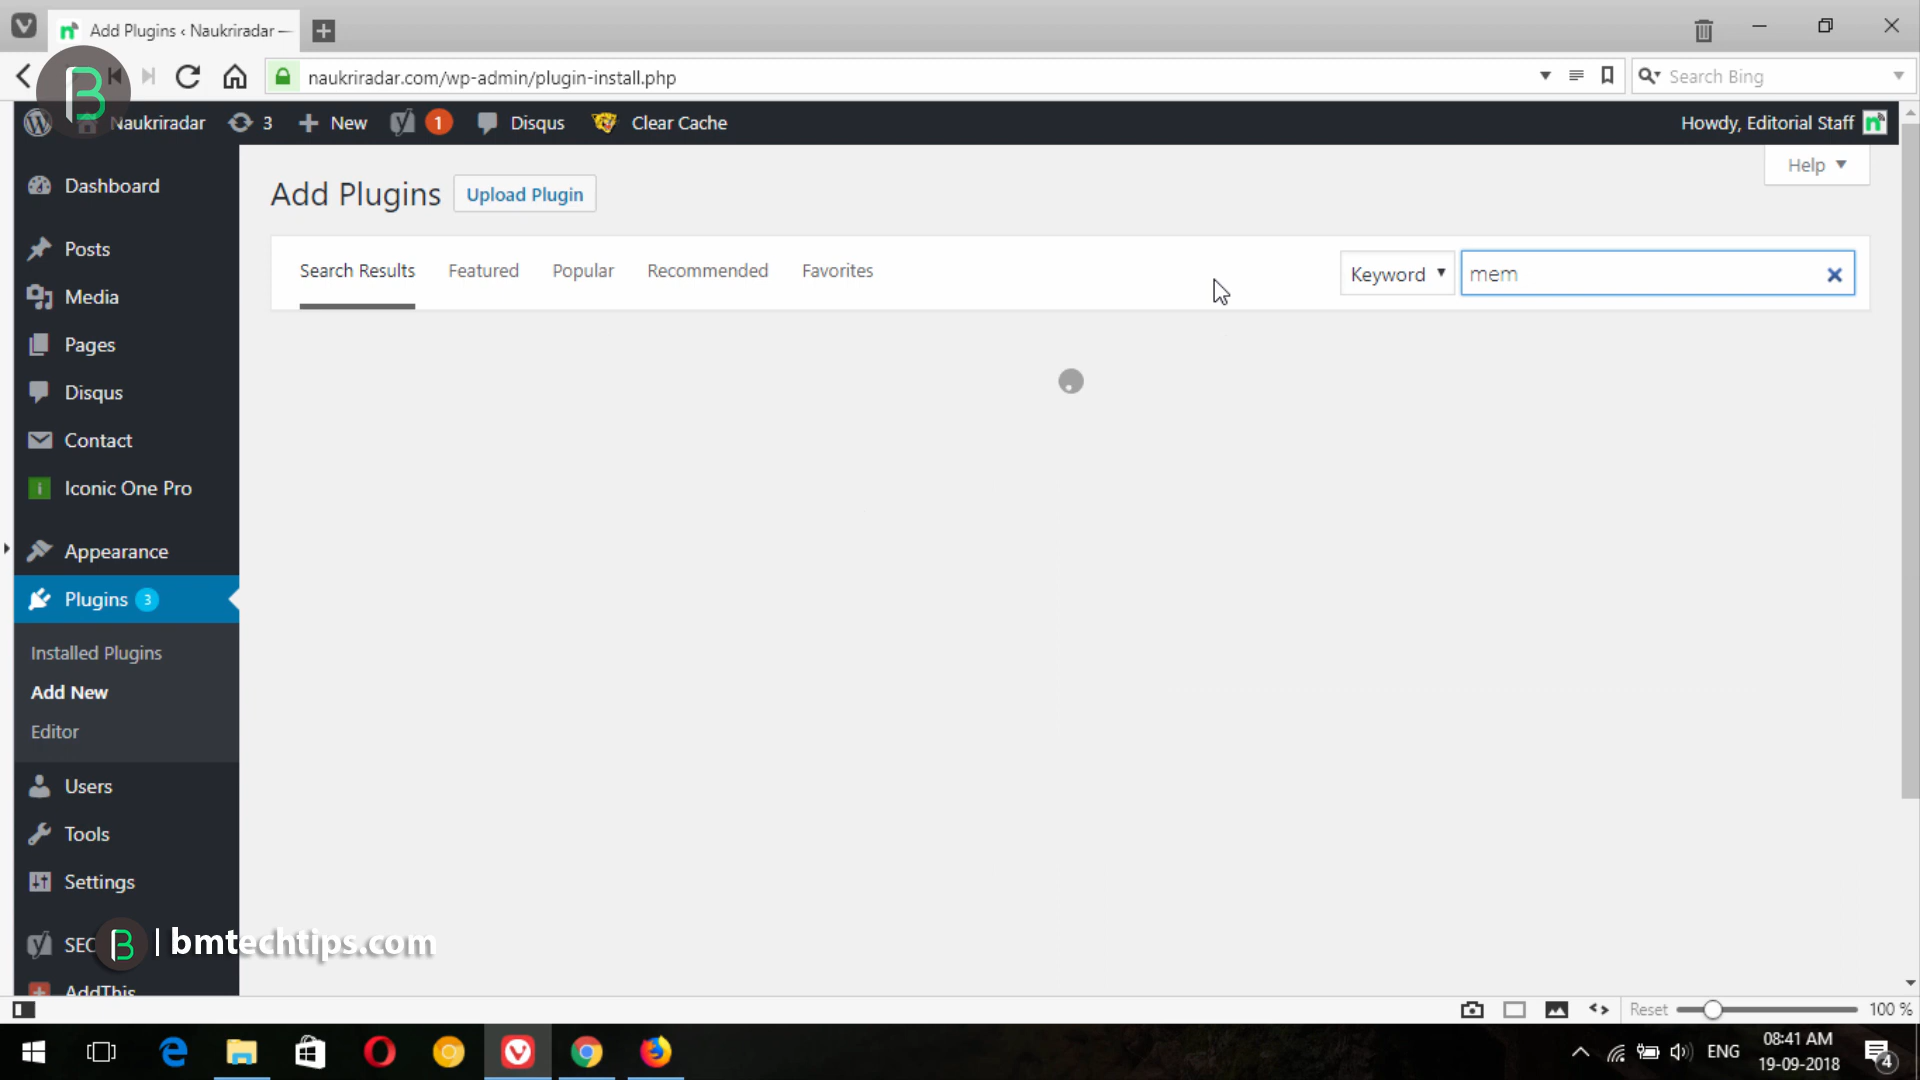 Add Plugins ‹ Naukriradar —
naukriradar.com/wp-admin/plugin-install.php
Search Bing
Naukriradar 3 New 1 Disqus Clear Cache
Howdy, Editorial Staff
Help
Dashboard
Posts
Media
Pages
Disqus
Contact
Iconic One Pro
Appearance
Plugins 3
Installed Plugins
Add New
Editor
Users
Tools
Settings
SEO
AddThis
Add Plugins
Upload Plugin
Search Results Featured Popular Recommended Favorites
Keyword
mem
| bmtechtips.com
Reset 100 %
ENG
08:41 AM
19-09-2018
4